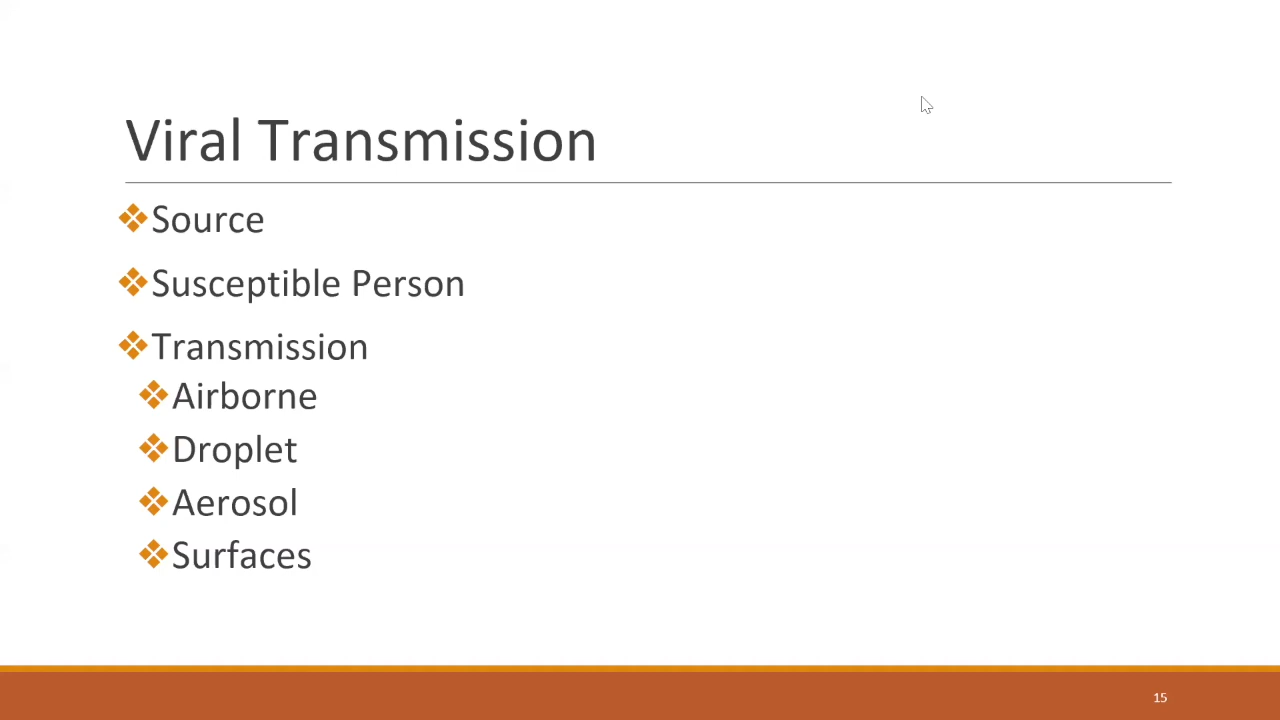 Viral Transmission
Source
Susceptible Person
Transmission
Airborne
Droplet
Aerosol
Surfaces
15